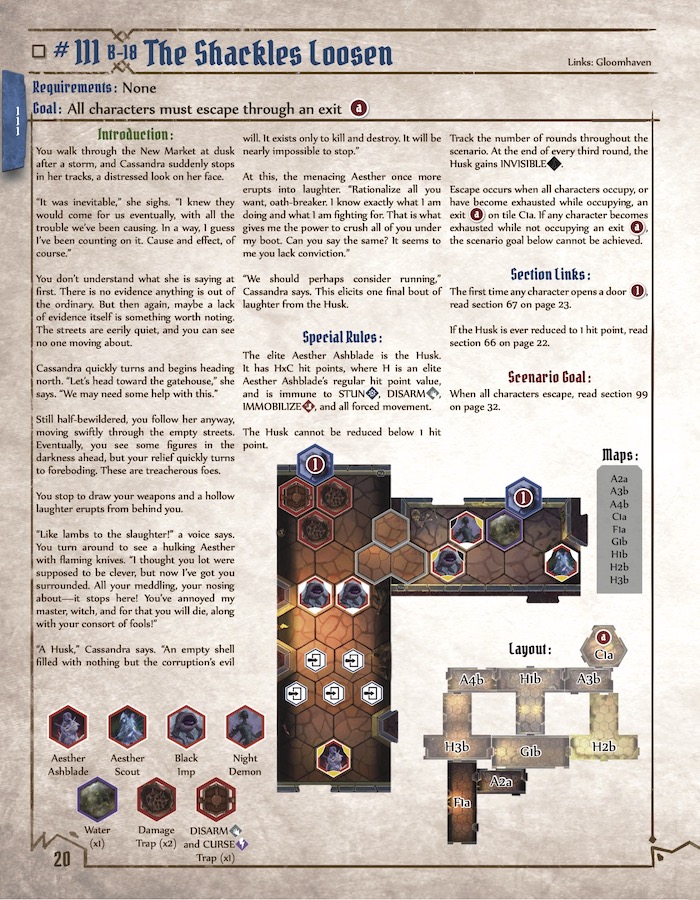 # 111 B-18 The Shackles Loosen
Links: Gloomhaven
Requirements: None
Goal: All characters must escape through an exit a
111
Introduction:
You walk through the New Market at dusk
after a storm, and Cassandra suddenly stops
in her tracks, a distressed look on her face.
"It was inevitable," she sighs. "I knew they
would come for us eventually, with all the
trouble we've been causing. In a way, I guess
I've been counting on it. Cause and effect, of
course."
You don't understand what she is saying at
first. There is no evidence anything is out of
the ordinary. But then again, maybe a lack
of evidence itself is something worth noting.
The streets are eerily quiet, and you can see
no one moving about.
Cassandra quickly turns and begins heading
north. "Let's head toward the gatehouse," she
says. "We may need some help with this."
Still half-bewildered, you follow her anyway,
moving swiftly through the empty streets.
Eventually, you see some figures in the
darkness ahead, but your relief quickly turns
to foreboding. These are treacherous foes.
You stop to draw your weapons and a hollow
laughter erupts from behind you.
"Like lambs to the slaughter!" a voice says.
You turn around to see a hulking Aesther
with flaming knives. "I thought you lot were
supposed to be clever, but now I've got you
surrounded. All your meddling, your nosing
about—it stops here! You've annoyed my
master, witch, and for that you will die, along
with your consort of fools!"
"A Husk," Cassandra says. "An empty shell
filled with nothing but the corruption's evil
will. It exists only to kill and destroy. It will be
nearly impossible to stop."
At this, the menacing Aesther once more
erupts into laughter. "Rationalize all you
want, oath-breaker. I know exactly what I am
doing and what I am fighting for. That is what
gives me the power to crush all of you under
my boot. Can you say the same? It seems to
me you lack conviction."
"We should perhaps consider running,"
Cassandra says. This elicits one final bout of
laughter from the Husk.
Special Rules:
The elite Aesther Ashblade is the Husk.
It has HxC hit points, where H is an elite
Aesther Ashblade's regular hit point value,
and is immune to STUN, DISARM,
IMMOBILIZE, and all forced movement.
The Husk cannot be reduced below 1 hit
point.
Track the number of rounds throughout the
scenario. At the end of every third round, the
Husk gains INVISIBLE.
Escape occurs when all characters occupy, or
have become exhausted while occupying, an
exit a on tile C1a. If any character becomes
exhausted while not occupying an exit a,
the scenario goal below cannot be achieved.
Section Links:
The first time any character opens a door 1,
read section 67 on page 23.
If the Husk is ever reduced to 1 hit point, read
section 66 on page 22.
Scenario Goal:
When all characters escape, read section 99
on page 32.
Maps:
A2a
A3b
A4b
C1a
F1a
G1b
H1b
H2b
H3b
1
1
Layout:
a
C1a
A4b
H1b
A3b
H3b
G1b
H2b
A2a
F1a
Aesther
Ashblade
Aesther
Scout
Black
Imp
Night
Demon
Water
(x1)
Damage
Trap (x2)
DISARM
and CURSE
Trap (x1)
20